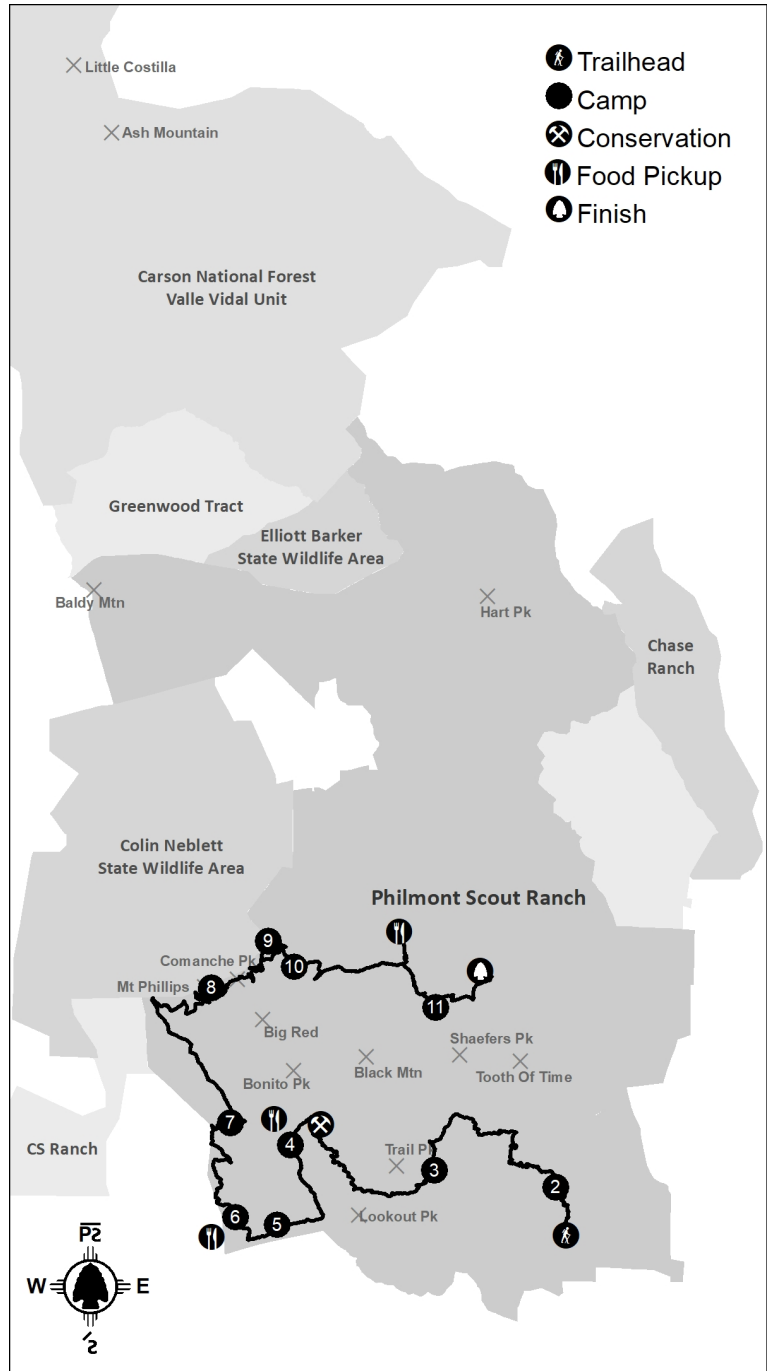 Little Costilla
Ash Mountain
Trailhead
Camp
Conservation
Food Pickup
Finish
Carson National Forest
Valle Vidal Unit
Greenwood Tract
Elliott Barker
State Wildlife Area
Baldy Mtn
Hart Pk
Chase
Ranch
Colin Neblett
State Wildlife Area
Philmont Scout Ranch
9
Comanche Pk
10
Mt Phillips
8
11
Big Red
Shaefers Pk
Black Mtn
Tooth Of Time
Bonito Pk
7
4
CS Ranch
Trail Pk
3
2
6
5
Lookout Pk
W
E